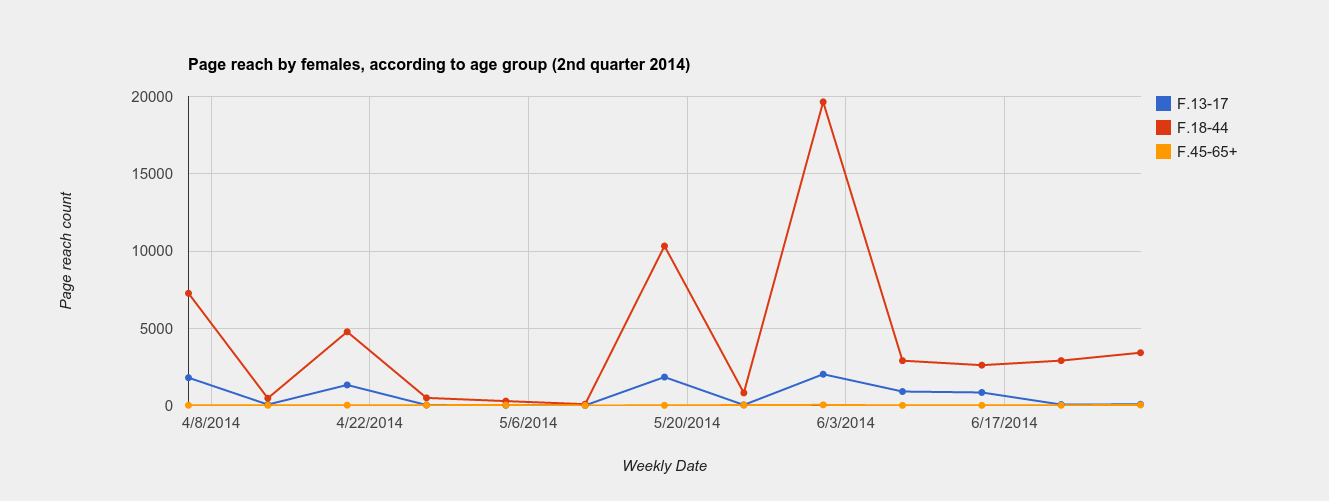 Page reach by females, according to age group (2nd quarter 2014)
20000
15000
10000
5000
0
Page reach count
4/8/2014 4/22/2014 5/6/2014 5/20/2014 6/3/2014 6/17/2014
Weekly Date
F.13-17
F.18-44
F.45-65+